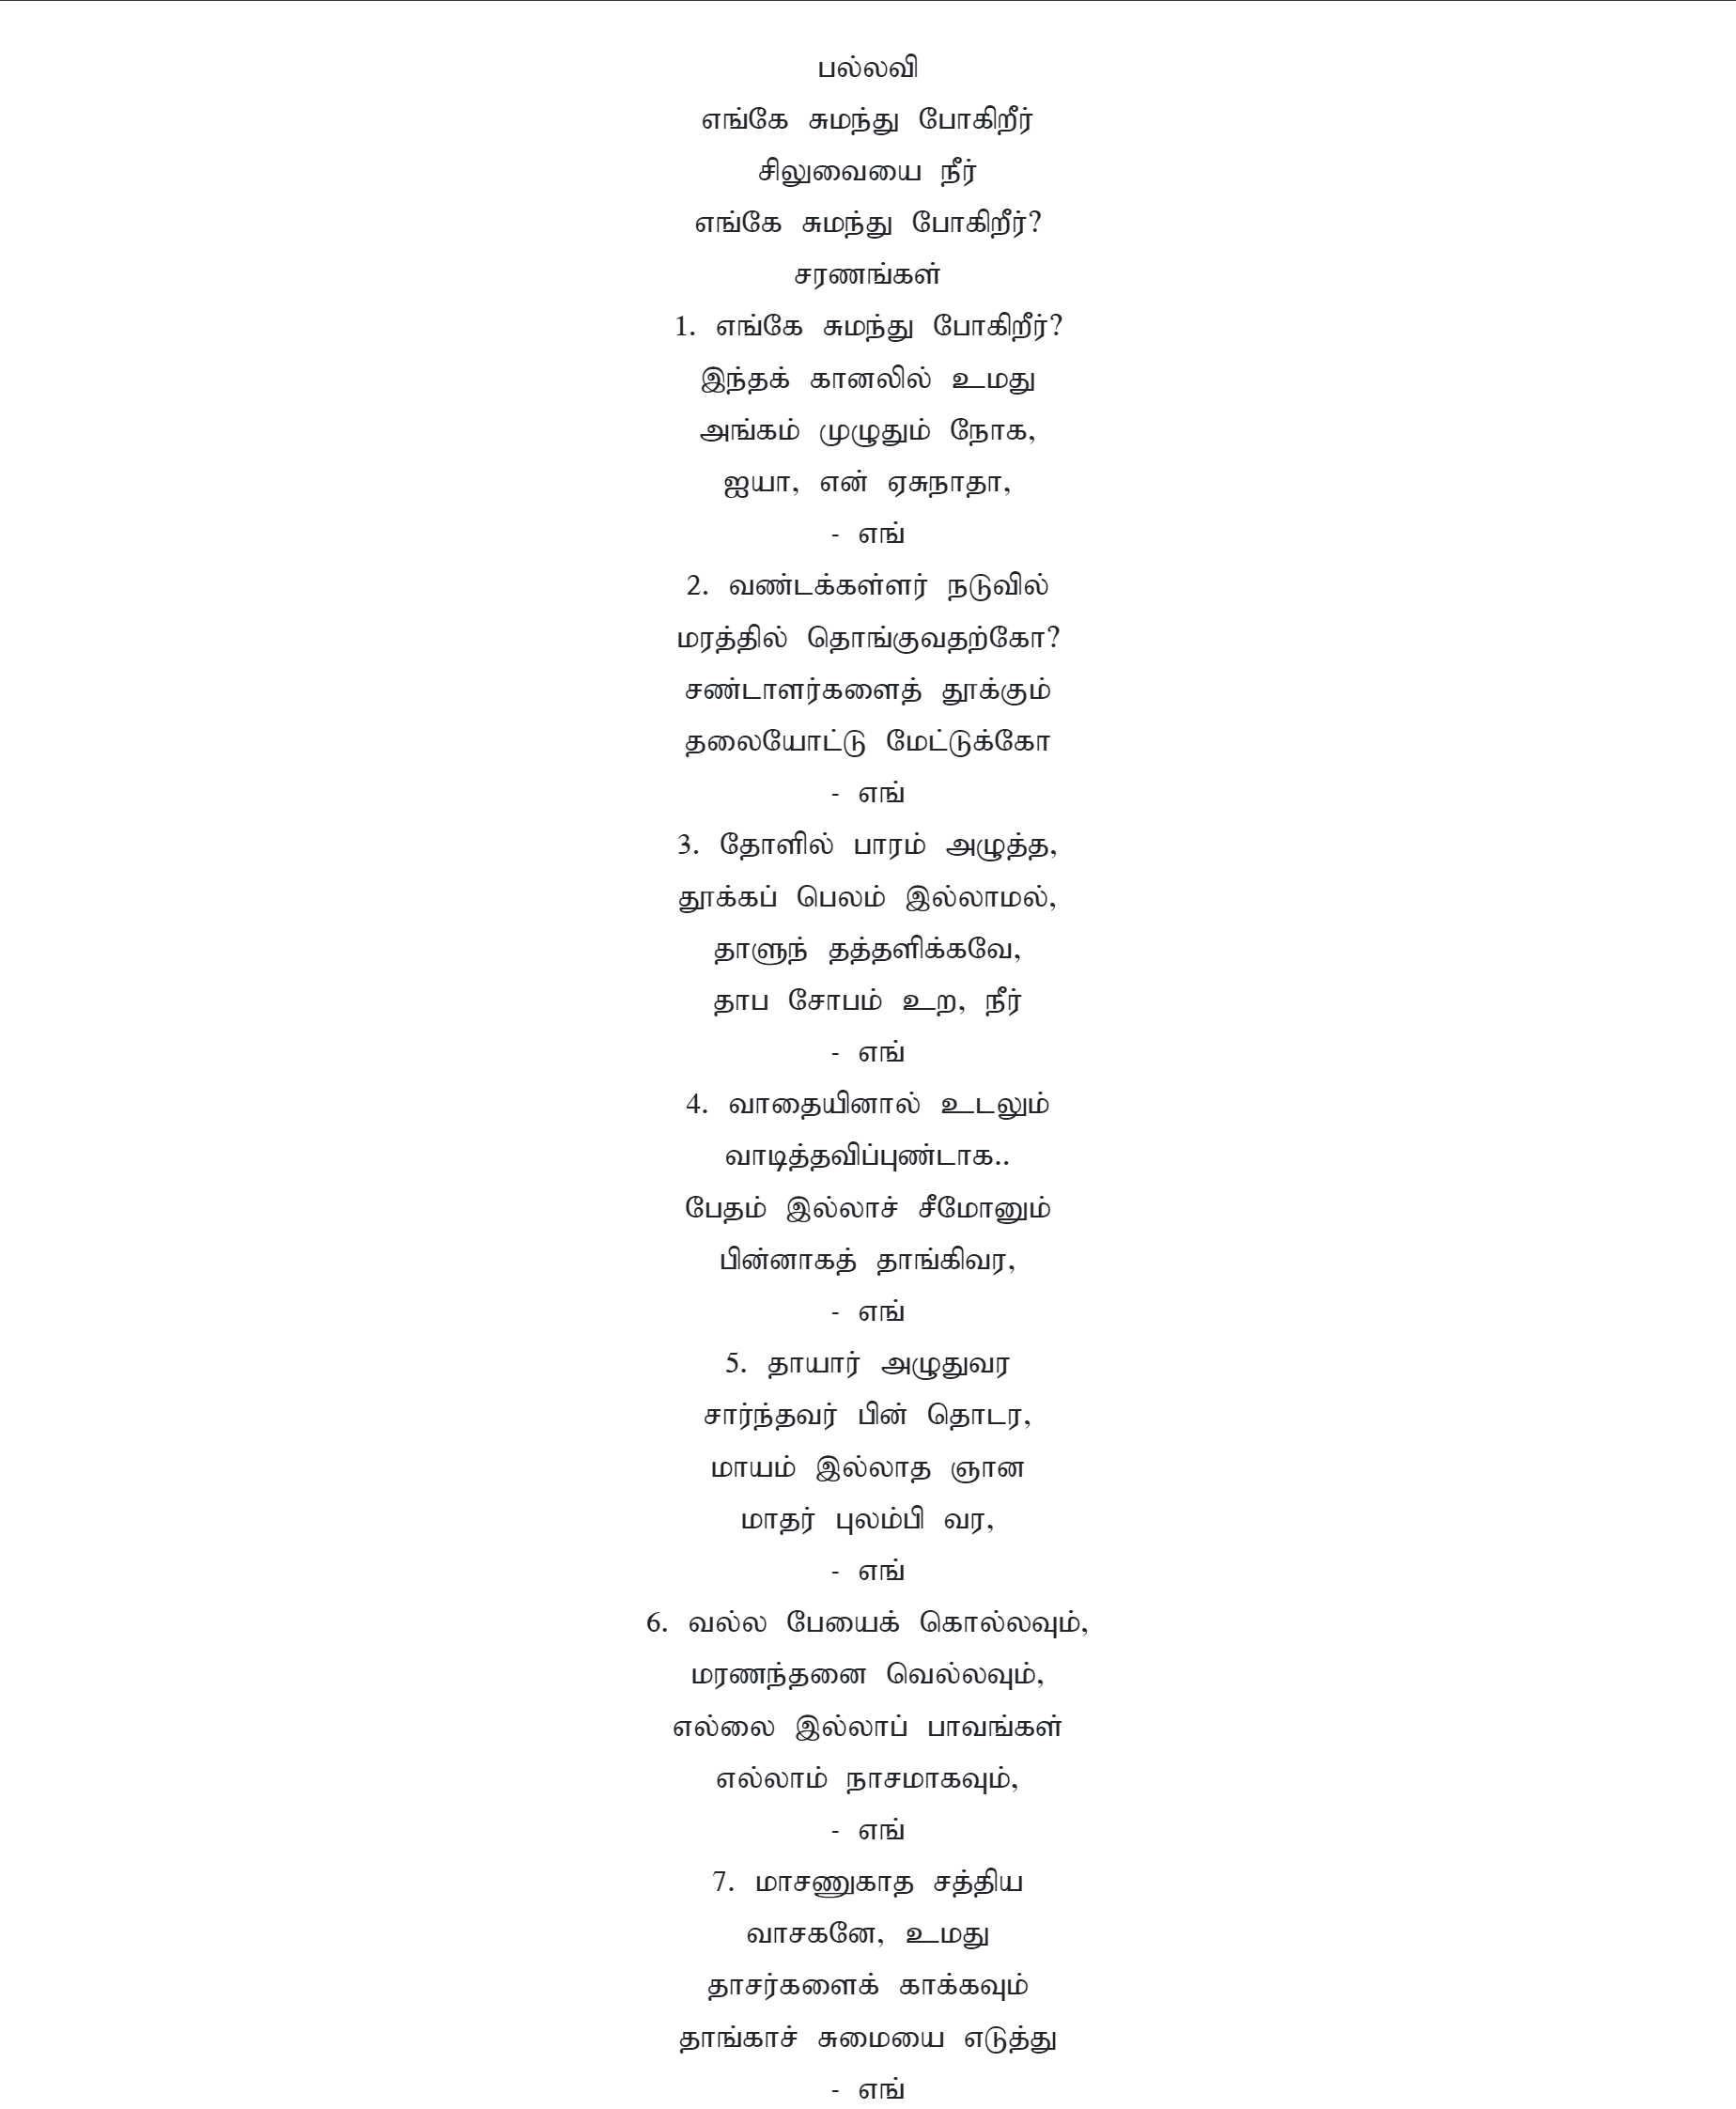 பல்லவி
எங்கே சுமந்து போகிறீர்
சிலுவையை நீர்
எங்கே சுமந்து போகிறீர்?
சரணங்கள்
1. எங்கே சுமந்து போகிறீர்?
இந்தக் கானலில் உமது
அங்கம் முழுதும் நோக,
ஐயா, என் ஏசுநாதா,
- எங்
2. வண்டக்கள்ளர் நடுவில்
மரத்தில் தொங்குவதற்கோ?
சண்டாளர்களைத் தூக்கும்
தலையோட்டு மேட்டுக்கோ
- எங்
3. தோளில் பாரம் அழுத்த,
தூக்கப் பெலம் இல்லாமல்,
தாளுந் தத்தளிக்கவே,
தாப சோபம் உற, நீர்
- எங்
4. வாதையினால் உடலும்
வாடித்தவிப்புண்டாக..
பேதம் இல்லாச் சீமோனும்
பின்னாகத் தாங்கிவர,
- எங்
5. தாயார் அழுதுவர
சார்ந்தவர் பின் தொடர,
மாயம் இல்லாத ஞான
மாதர் புலம்பி வர,
- எங்
6. வல்ல பேயைக் கொல்லவும்,
மரணந்தனை வெல்லவும்,
எல்லை இல்லாப் பாவங்கள்
எல்லாம் நாசமாகவும்,
- எங்
7. மாசணுகாத சத்திய
வாசகனே, உமது
தாசர்களைக் காக்கவும்
தாங்காச் சுமையை எடுத்து
- எங்